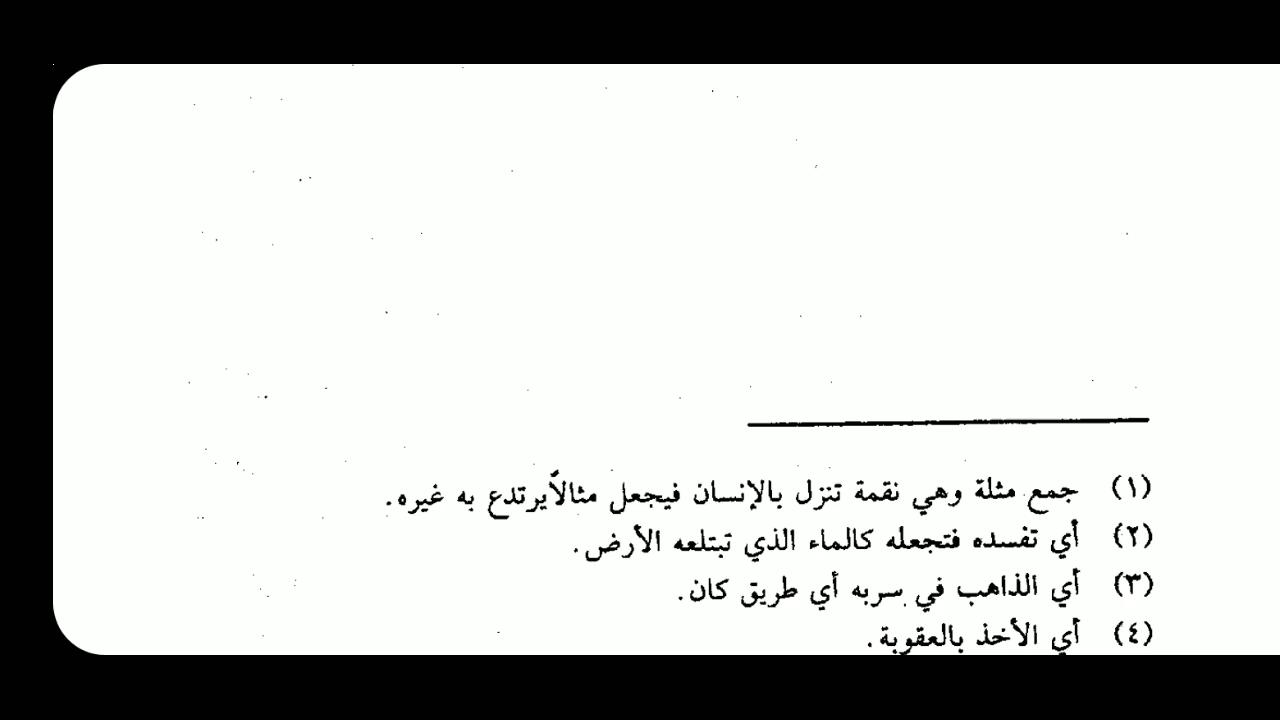 (١) جمع مثلة وهي نقمة تنزل بالإنسان فيجعل مثالاً يرتدع به غيره.
(٢) أي تفسده فتجعله كالماء الذي تبتلعه الأرض.
(٣) أي الذاهب في سربه أي طريق كان.
(٤) أي الأخذ بالعقوبة.